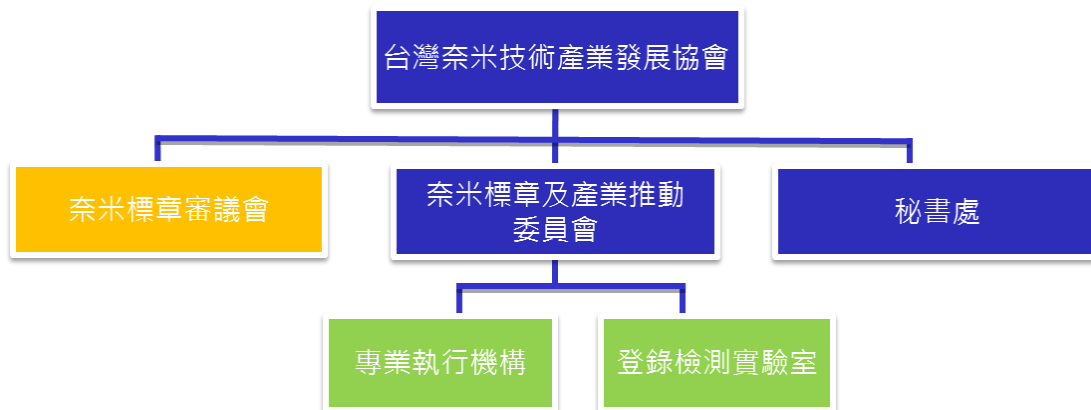 台灣奈米技術產業發展協會
奈米標章審議會
奈米標章及產業推動
委員會
秘書處
專業執行機構
登錄檢測實驗室